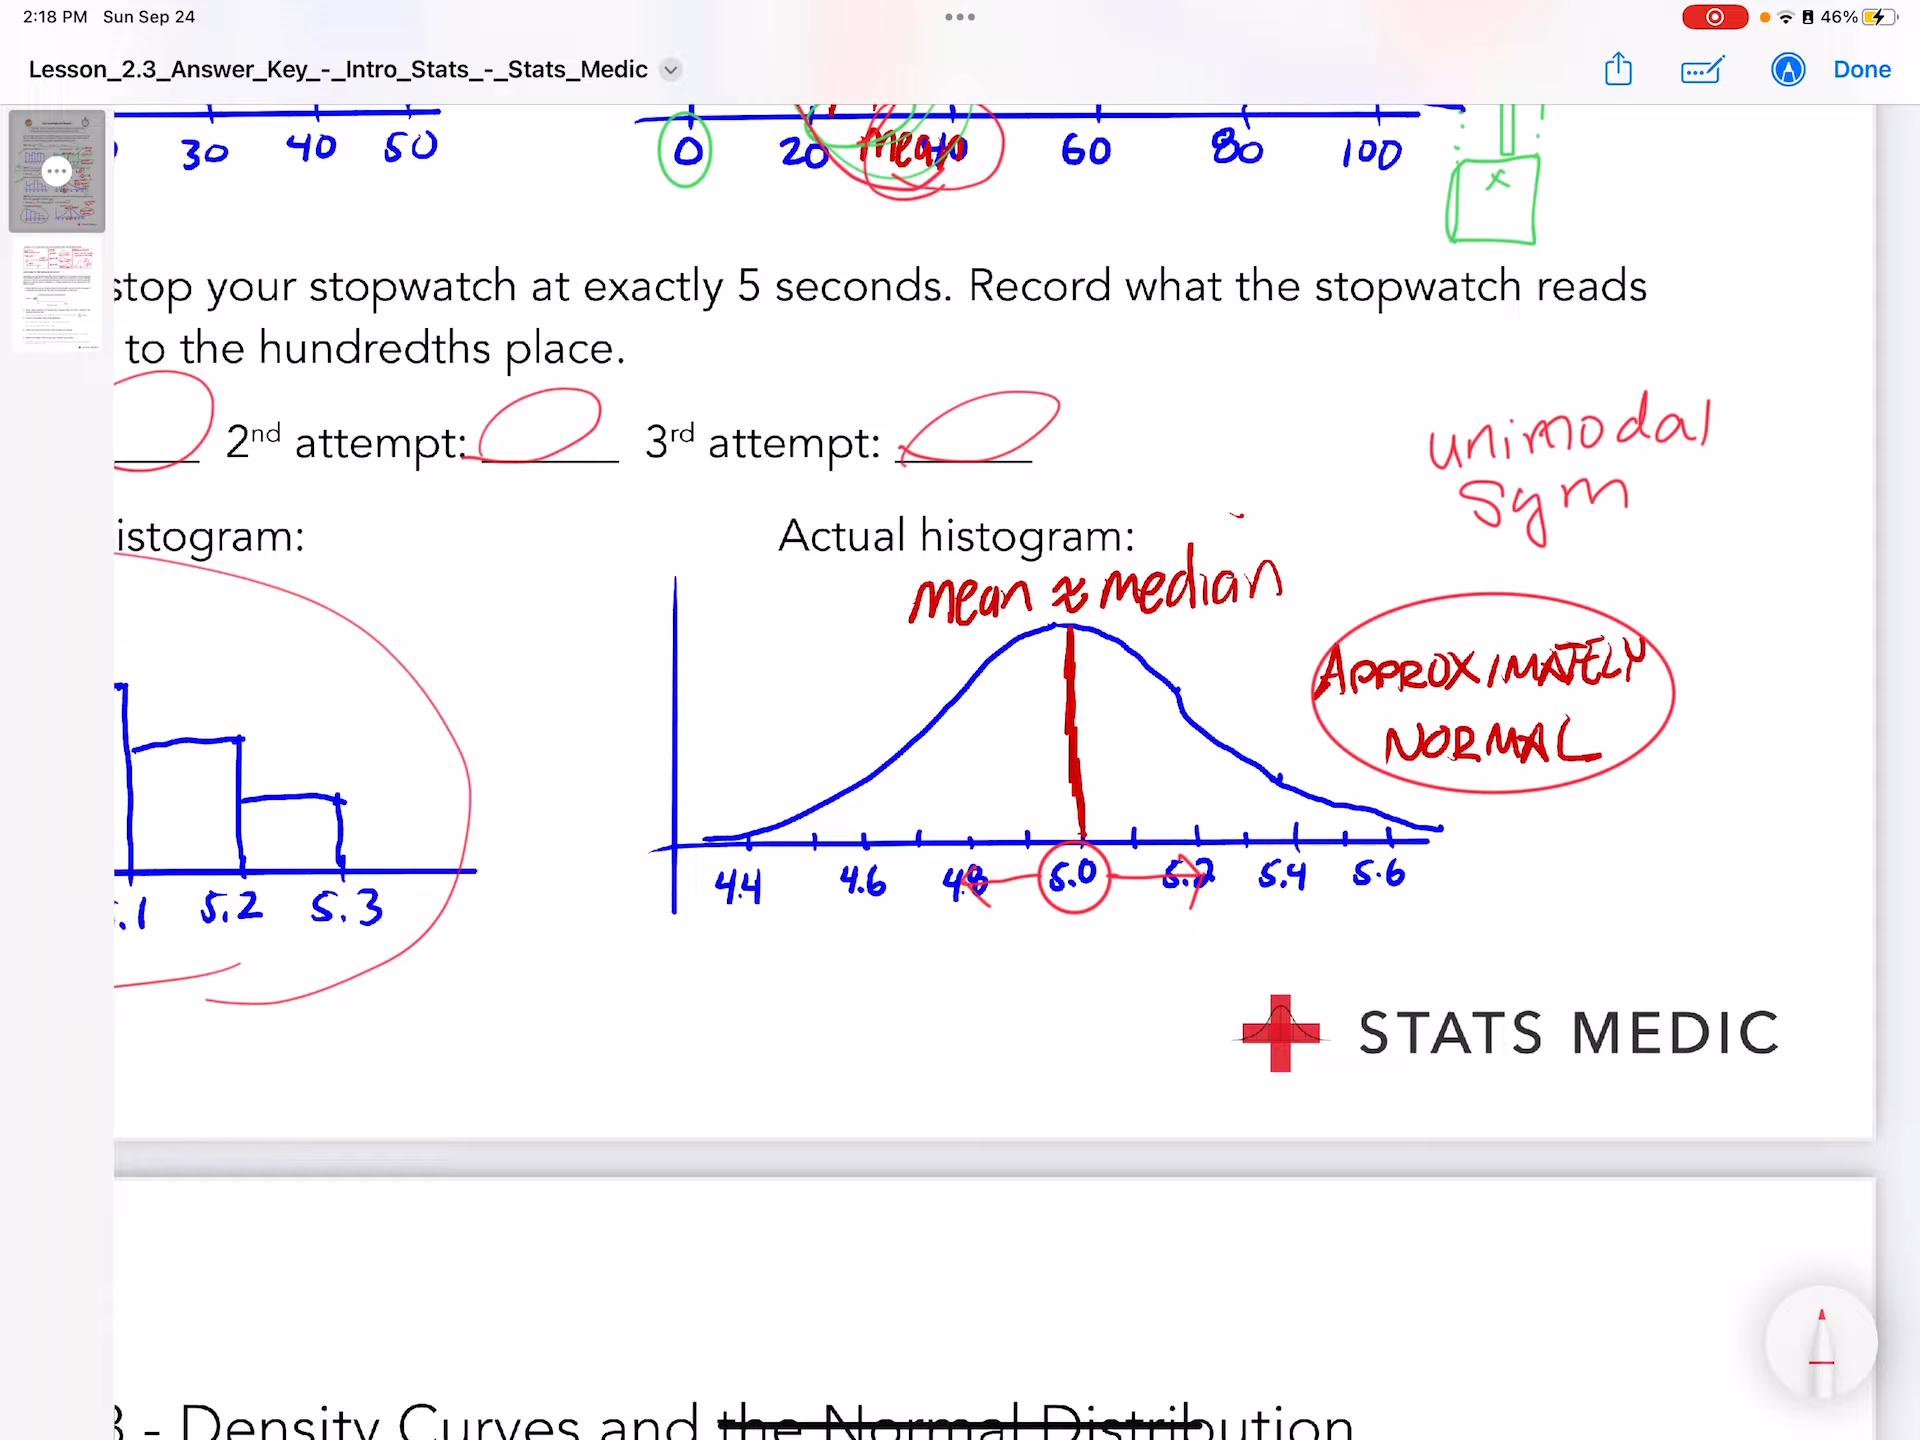 2:18 PM Sun Sep 24
46%
Lesson_2.3_Answer_Key_-_Intro_Stats_-_Stats_Medic
Done
30 40 50
0 20 mean 40 60 80 100
x
stop your stopwatch at exactly 5 seconds. Record what the stopwatch reads
to the hundredths place.
2nd attempt: ______ 3rd attempt: ______
unimodal
sym
istogram:
Actual histogram:
mean ≈ median
APPROXIMATELY
NORMAL
4.4 4.6 4.8 5.0 5.2 5.4 5.6
.1 5.2 5.3
STATS MEDIC
3 - Density Curves and the Normal Distribution